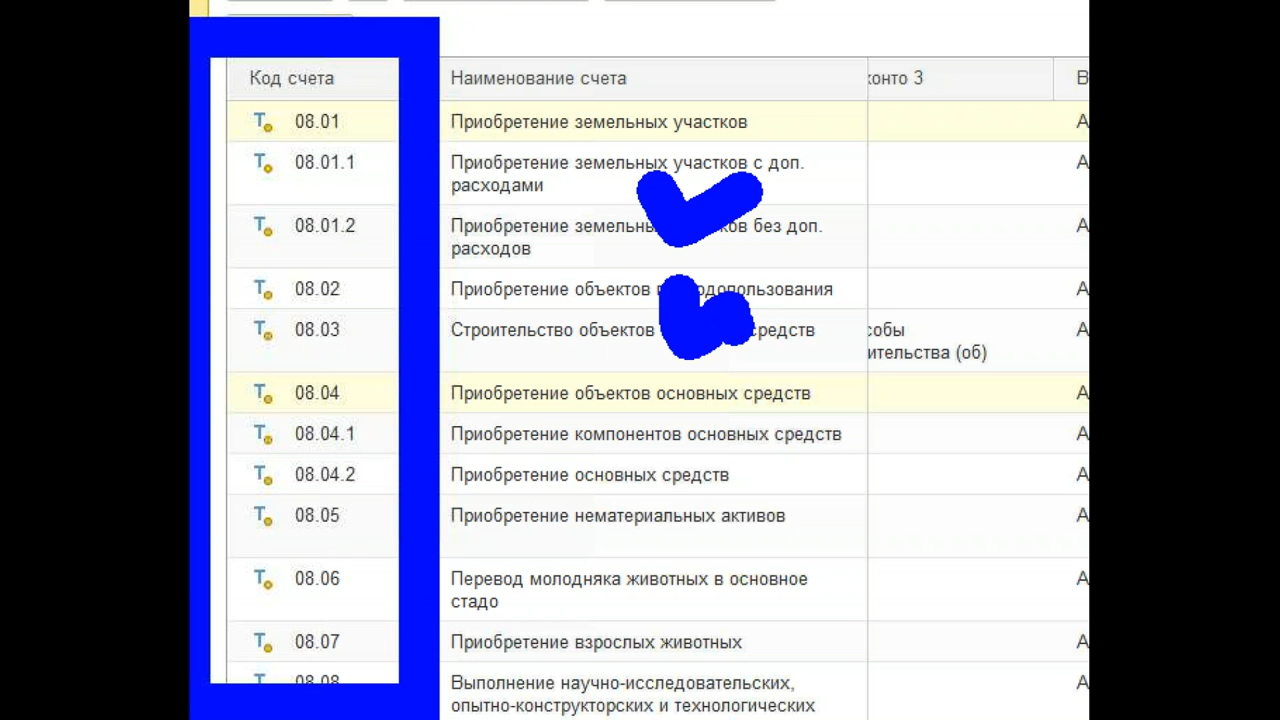 Код счета Наименование счета конто 3 В
08.01 Приобретение земельных участков А
08.01.1 Приобретение земельных участков с доп. А
расходами
08.01.2 Приобретение без доп. А
расходов
08.02 Приобретение объектов А
08.03 Строительство объектов средств собы А
ительства (об)
08.04 Приобретение объектов основных средств А
08.04.1 Приобретение компонентов основных средств А
08.04.2 Приобретение основных средств А
08.05 Приобретение нематериальных активов А
08.06 Перевод молодняка животных в основное А
стадо
08.07 Приобретение взрослых животных А
08.08 Выполнение научно-исследовательских, А
опытно-конструкторских и технологических